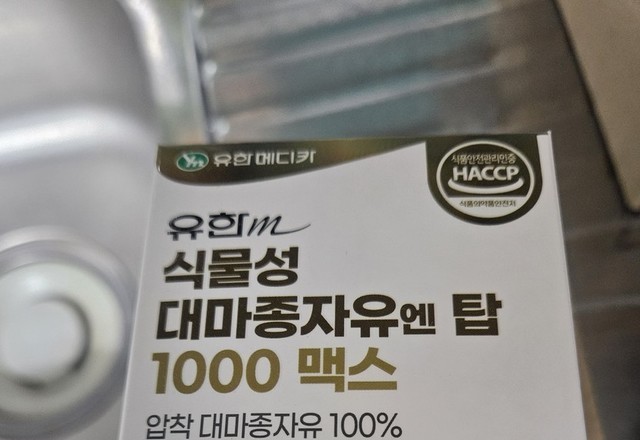 유한메디카
식품안전관리인증
HACCP
식품의약품안전처
유한m
식물성
대마종자유엔 탑
1000 맥스
압착 대마종자유 100%